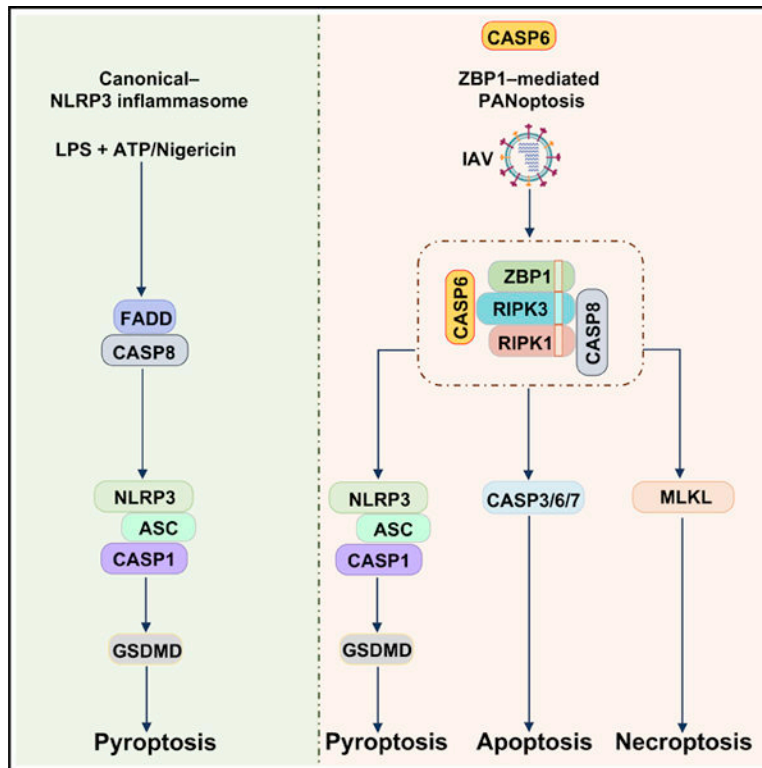 Canonical–
NLRP3 inflammasome
LPS + ATP/Nigericin
FADD
CASP8
NLRP3
ASC
CASP1
GSDMD
Pyroptosis
CASP6
ZBP1–mediated
PANoptosis
IAV
CASP6
ZBP1
RIPK3
RIPK1
CASP8
NLRP3
ASC
CASP1
GSDMD
Pyroptosis
CASP3/6/7
Apoptosis
MLKL
Necroptosis